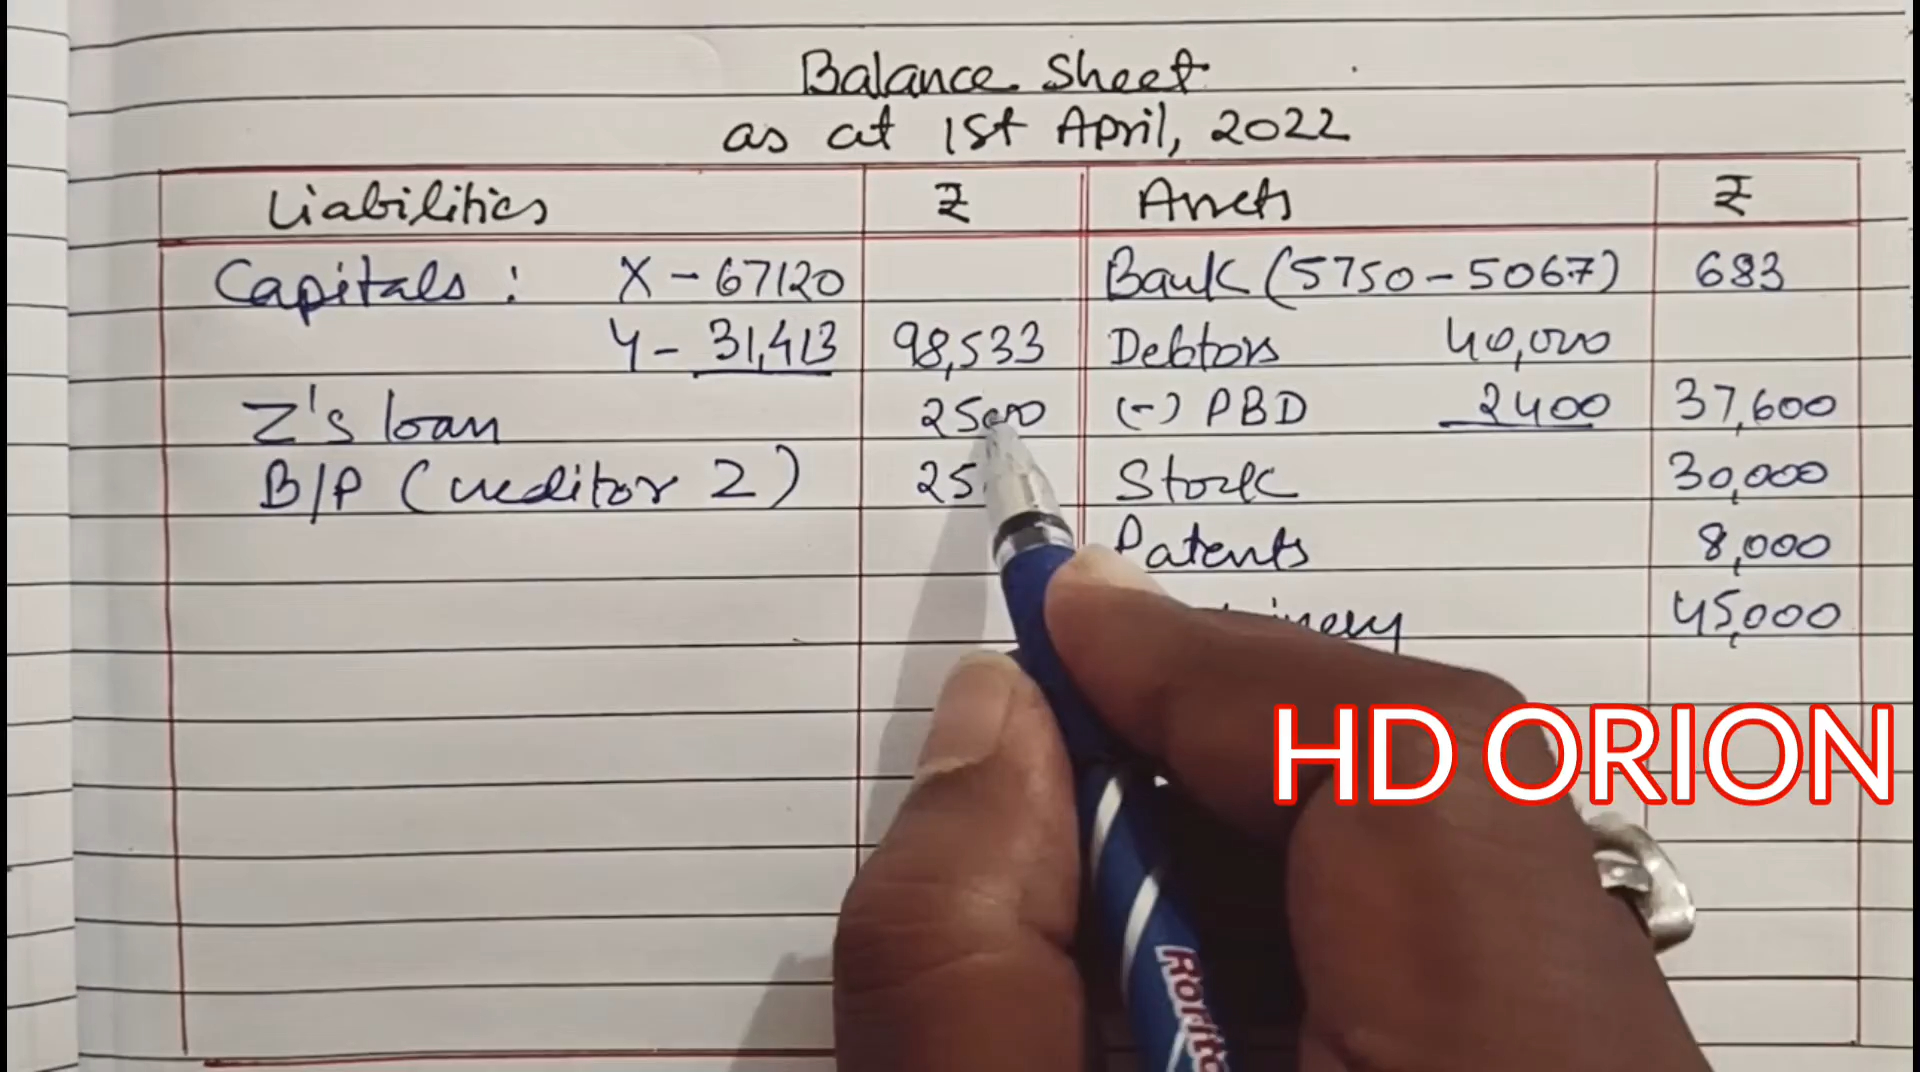 Balance Sheet
as at 1st April, 2022
Liabilities ₹ Assets ₹
Capitals : X - 67120 Bank (5750 - 5067) 683
Y - 31,413 98,533 Debtors 40,000
Z's loan 2500 (-) PBD 2400 37,600
B/P (creditor Z) 25 Stock 30,000
Patents 8,000
45,000
HD ORION
Rorito